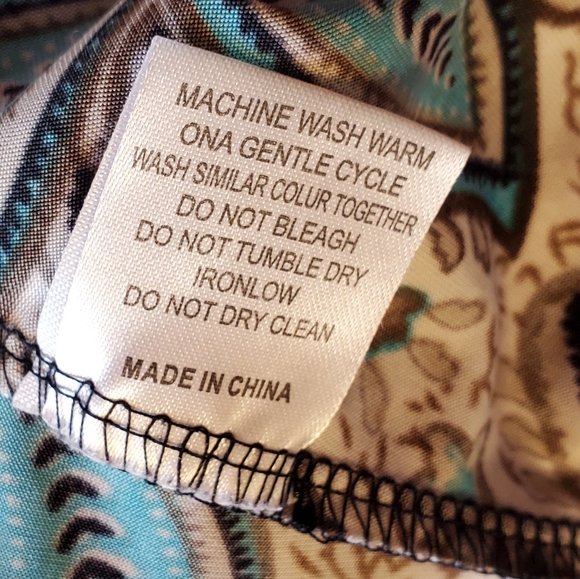 MACHINE WASH WARM
ONA GENTLE CYCLE
WASH SIMILAR COLUR TOGETHER
DO NOT BLEAGH
DO NOT TUMBLE DRY
IRONLOW
DO NOT DRY CLEAN
MADE IN CHINA